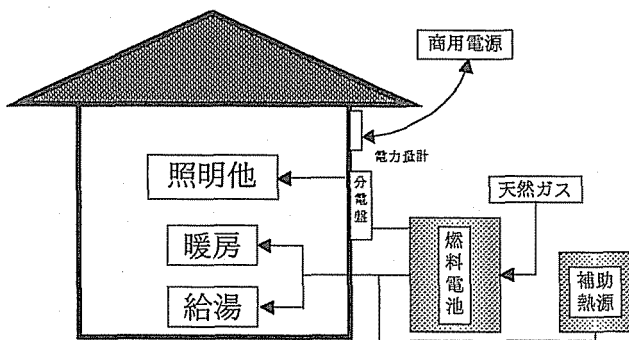 商用電源
電力量計
照明他
分電盤
天然ガス
暖房
燃料電池
補助
熱源
給湯